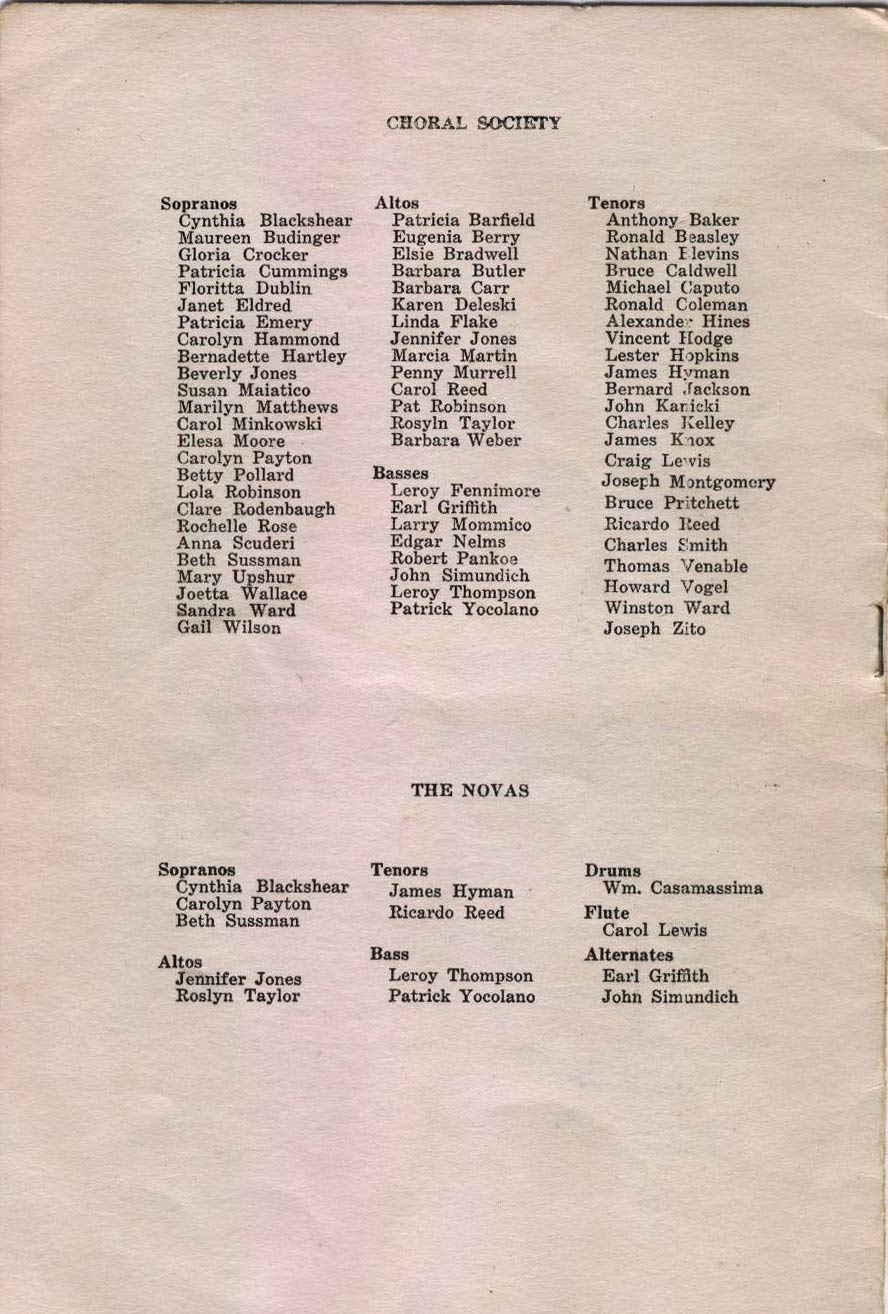 CHORAL SOCIETY
Sopranos
Cynthia Blackshear
Maureen Budinger
Gloria Crocker
Patricia Cummings
Floritta Dublin
Janet Eldred
Patricia Emery
Carolyn Hammond
Bernadette Hartley
Beverly Jones
Susan Maiatico
Marilyn Matthews
Carol Minkowski
Elesa Moore
Carolyn Payton
Betty Pollard
Lola Robinson
Clare Rodenbaugh
Rochelle Rose
Anna Scuderi
Beth Sussman
Mary Upshur
Joetta Wallace
Sandra Ward
Gail Wilson
Altos
Patricia Barfield
Eugenia Berry
Elsie Bradwell
Barbara Butler
Barbara Carr
Karen Deleski
Linda Flake
Jennifer Jones
Marcia Martin
Penny Murrell
Carol Reed
Pat Robinson
Rosyln Taylor
Barbara Weber
Basses
Leroy Fennimore
Earl Griffith
Larry Mommico
Edgar Nelms
Robert Pankoe
John Simundich
Leroy Thompson
Patrick Yocolano
Tenors
Anthony Baker
Ronald Beasley
Nathan Blevins
Bruce Caldwell
Michael Caputo
Ronald Coleman
Alexander Hines
Vincent Hodge
Lester Hopkins
James Hyman
Bernard Jackson
John Kanicki
Charles Kelley
James Knox
Craig Lewis
Joseph Montgomery
Bruce Pritchett
Ricardo Reed
Charles Smith
Thomas Venable
Howard Vogel
Winston Ward
Joseph Zito
THE NOVAS
Sopranos
Cynthia Blackshear
Carolyn Payton
Beth Sussman
Altos
Jennifer Jones
Roslyn Taylor
Tenors
James Hyman
Ricardo Reed
Bass
Leroy Thompson
Patrick Yocolano
Drums
Wm. Casamassima
Flute
Carol Lewis
Alternates
Earl Griffith
John Simundich